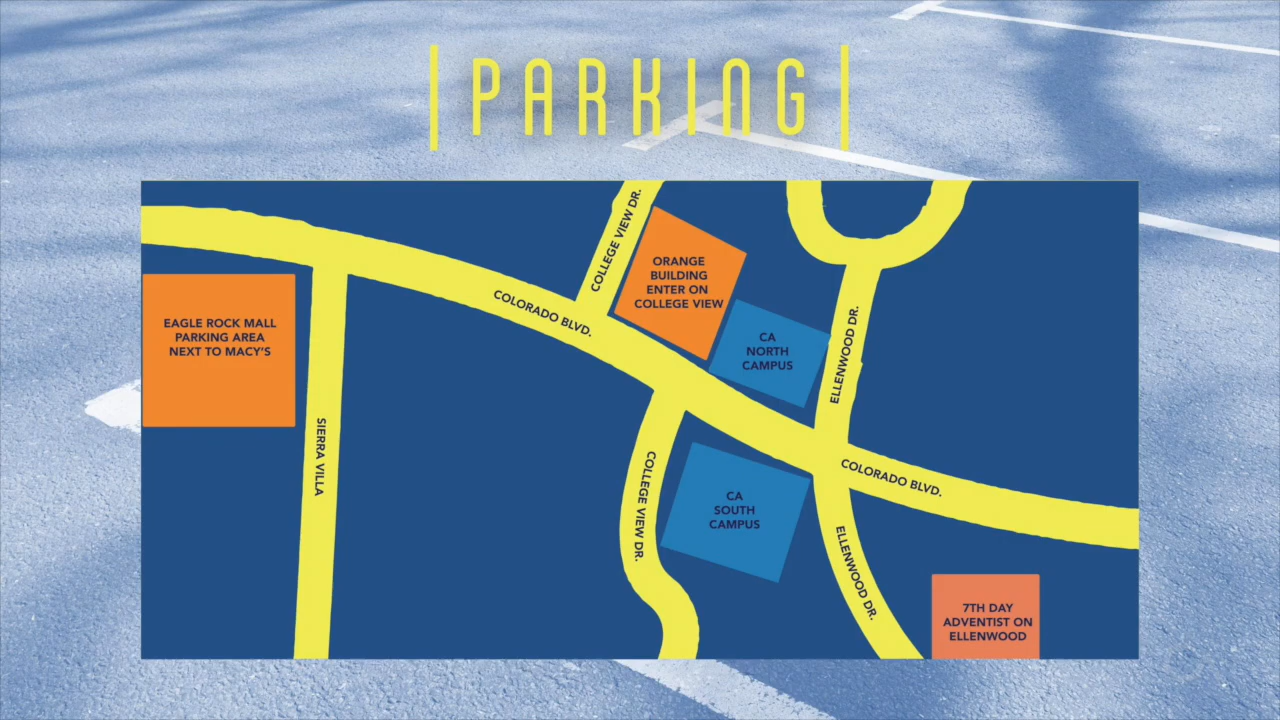 | PARKING |
COLLEGE VIEW DR.
ORANGE
BUILDING
ENTER ON
COLLEGE VIEW
COLORADO BLVD.
EAGLE ROCK MALL
PARKING AREA
NEXT TO MACY'S
CA
NORTH
CAMPUS
ELLENWOOD DR.
SIERRA VILLA
COLLEGE VIEW DR.
CA
SOUTH
CAMPUS
COLORADO BLVD.
ELLENWOOD DR.
7TH DAY
ADVENTIST ON
ELLENWOOD